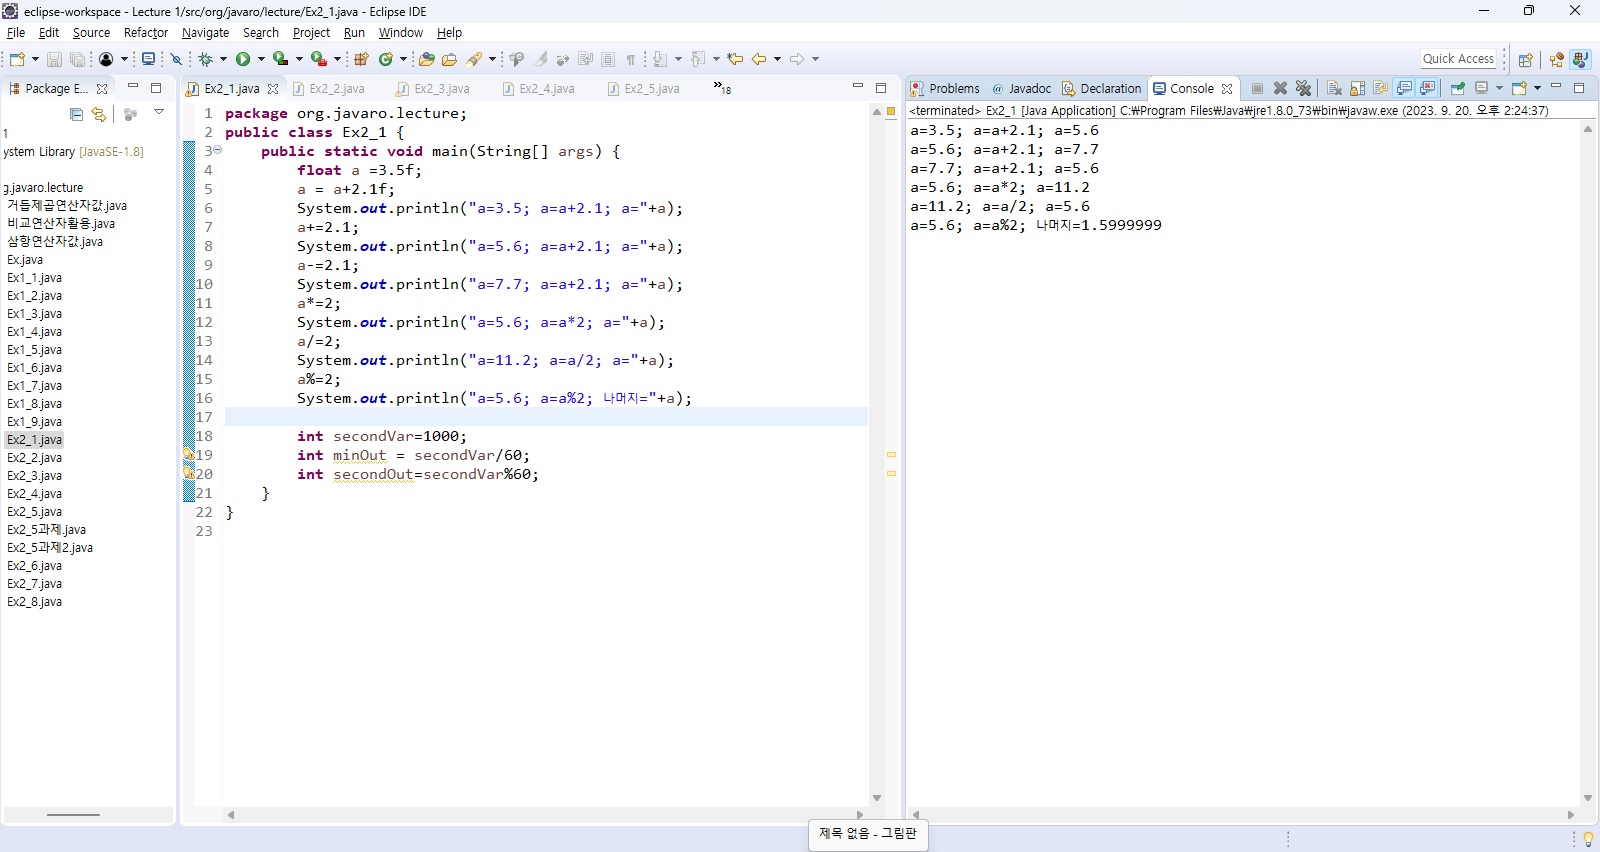 eclipse-workspace - Lecture 1/src/org/javaro/lecture/Ex2_1.java - Eclipse IDE
File Edit Source Refactor Navigate Search Project Run Window Help
Quick Access
Package E...
1
ystem Library [JavaSE-1.8]
g.javaro.lecture
거듭제곱연산자값.java
비교연산자활용.java
삼항연산자값.java
Ex.java
Ex1_1.java
Ex1_2.java
Ex1_3.java
Ex1_4.java
Ex1_5.java
Ex1_6.java
Ex1_7.java
Ex1_8.java
Ex1_9.java
Ex2_1.java
Ex2_2.java
Ex2_3.java
Ex2_4.java
Ex2_5.java
Ex2_5과제.java
Ex2_5과제2.java
Ex2_6.java
Ex2_7.java
Ex2_8.java
Ex2_1.java Ex2_2.java Ex2_3.java Ex2_4.java Ex2_5.java »18
1 package org.javaro.lecture;
2 public class Ex2_1 {
3 public static void main(String[] args) {
4 float a =3.5f;
5 a = a+2.1f;
6 System.out.println("a=3.5; a=a+2.1; a="+a);
7 a+=2.1;
8 System.out.println("a=5.6; a=a+2.1; a="+a);
9 a-=2.1;
10 System.out.println("a=7.7; a=a+2.1; a="+a);
11 a*=2;
12 System.out.println("a=5.6; a=a*2; a="+a);
13 a/=2;
14 System.out.println("a=11.2; a=a/2; a="+a);
15 a%=2;
16 System.out.println("a=5.6; a=a%2; 나머지="+a);
17
18 int secondVar=1000;
19 int minOut = secondVar/60;
20 int secondOut=secondVar%60;
21 }
22 }
23
Problems @ Javadoc Declaration Console
<terminated> Ex2_1 [Java Application] C:₩Program Files₩Java₩jre1.8.0_73₩bin₩javaw.exe (2023. 9. 20. 오후 2:24:37)
a=3.5; a=a+2.1; a=5.6
a=5.6; a=a+2.1; a=7.7
a=7.7; a=a+2.1; a=5.6
a=5.6; a=a*2; a=11.2
a=11.2; a=a/2; a=5.6
a=5.6; a=a%2; 나머지=1.5999999
제목 없음 - 그림판